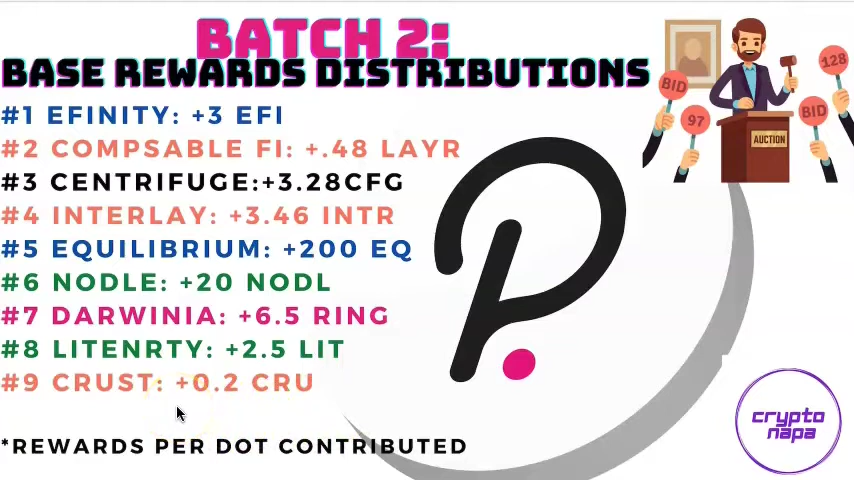 BATCH 2:
BASE REWARDS DISTRIBUTIONS
#1 EFINITY: +3 EFI
#2 COMPSABLE FI: +.48 LAYR
#3 CENTRIFUGE:+3.28CFG
#4 INTERLAY: +3.46 INTR
#5 EQUILIBRIUM: +200 EQ
#6 NODLE: +20 NODL
#7 DARWINIA: +6.5 RING
#8 LITENRTY: +2.5 LIT
#9 CRUST: +0.2 CRU
*REWARDS PER DOT CONTRIBUTED
BID
97
AUCTION
BID
128
crypto
napa